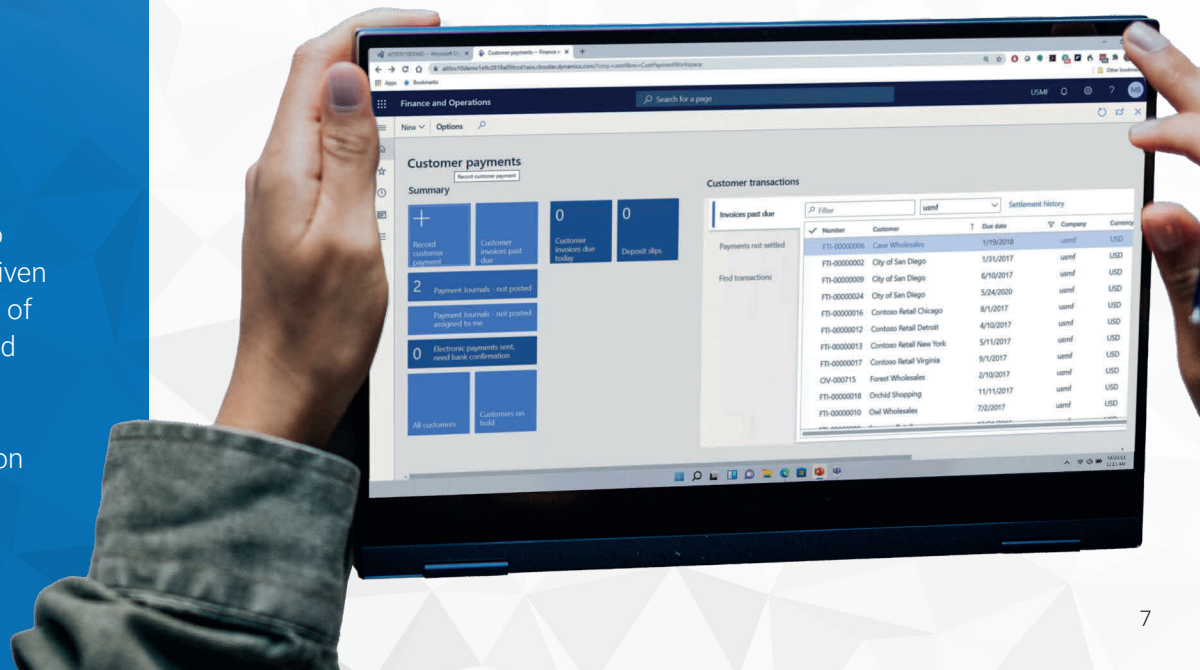 iven
of
d
on
Customer payments — Finance
Apps
Bookmarks
Finance and Operations
Search for a page
USMF
?
New
Options
Customer payments
Record customer payment
Summary
Record
customer
payment
Customer
invoices past
due
0
Customer
invoices due
today
0
Deposit slips
2 Payment Journals - not posted
Payment Journals - not posted
assigned to me
0 Electronic payments sent,
need bank confirmation
All customers
Customers on
hold
Customer transactions
Invoices past due
Payments not settled
Find transactions
Filter
usmf
Settlement history
Number Customer Due date Company Currency
FTI-00000006 Cave Wholesales 1/19/2018 usmf USD
FTI-00000002 City of San Diego 1/31/2017 usmf USD
FTI-00000009 City of San Diego 6/10/2017 usmf USD
FTI-00000024 City of San Diego 5/24/2020 usmf USD
FTI-00000016 Contoso Retail Chicago 8/1/2017 usmf USD
FTI-00000012 Contoso Retail Detroit 4/10/2017 usmf USD
FTI-00000013 Contoso Retail New York 5/11/2017 usmf USD
FTI-00000017 Contoso Retail Virginia 9/1/2017 usmf USD
CIV-000715 Forest Wholesales 2/10/2017 usmf USD
FTI-00000018 Orchid Shopping 11/11/2017 usmf USD
FTI-00000010 Owl Wholesales 7/2/2017 usmf USD
7